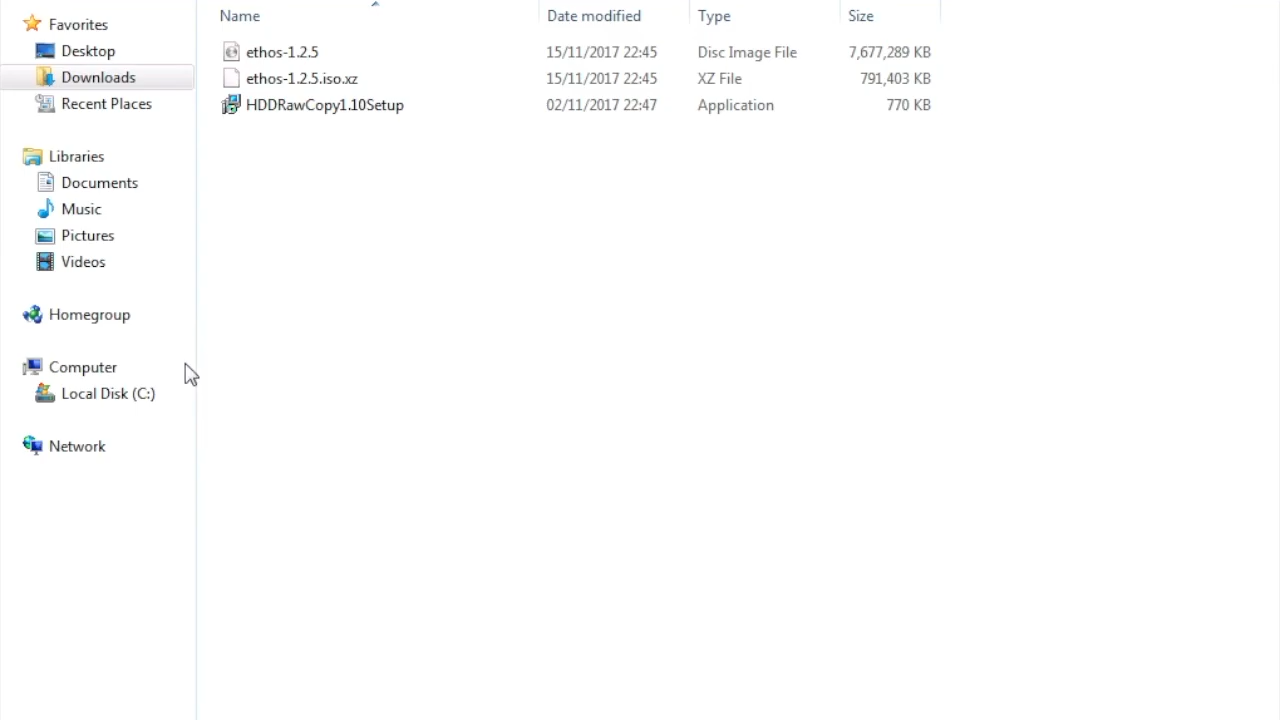 Favorites
Desktop
Downloads
Recent Places
Libraries
Documents
Music
Pictures
Videos
Homegroup
Computer
Local Disk (C:)
Network
Name Date modified Type Size
ethos-1.2.5 15/11/2017 22:45 Disc Image File 7,677,289 KB
ethos-1.2.5.iso.xz 15/11/2017 22:45 XZ File 791,403 KB
HDDRawCopy1.10Setup 02/11/2017 22:47 Application 770 KB